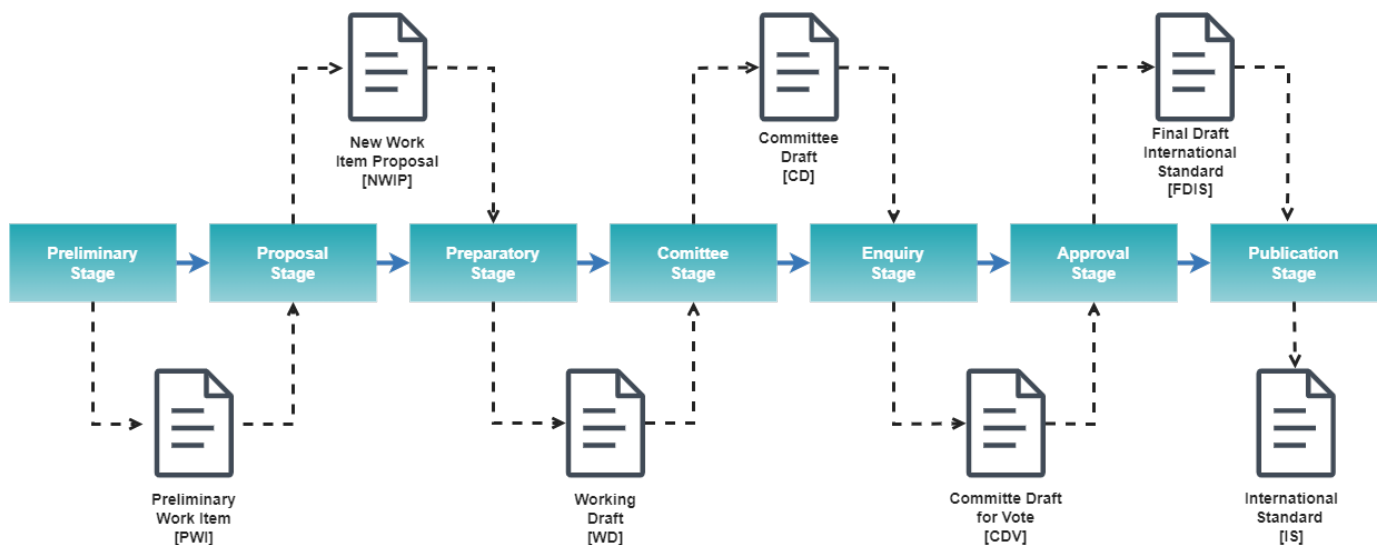 New Work
Item Proposal
[NWIP]
Committee
Draft
[CD]
Final Draft
International
Standard
[FDIS]
Preliminary
Stage
Proposal
Stage
Preparatory
Stage
Comittee
Stage
Enquiry
Stage
Approval
Stage
Publication
Stage
Preliminary
Work Item
[PWI]
Working
Draft
[WD]
Committe Draft
for Vote
[CDV]
International
Standard
[IS]